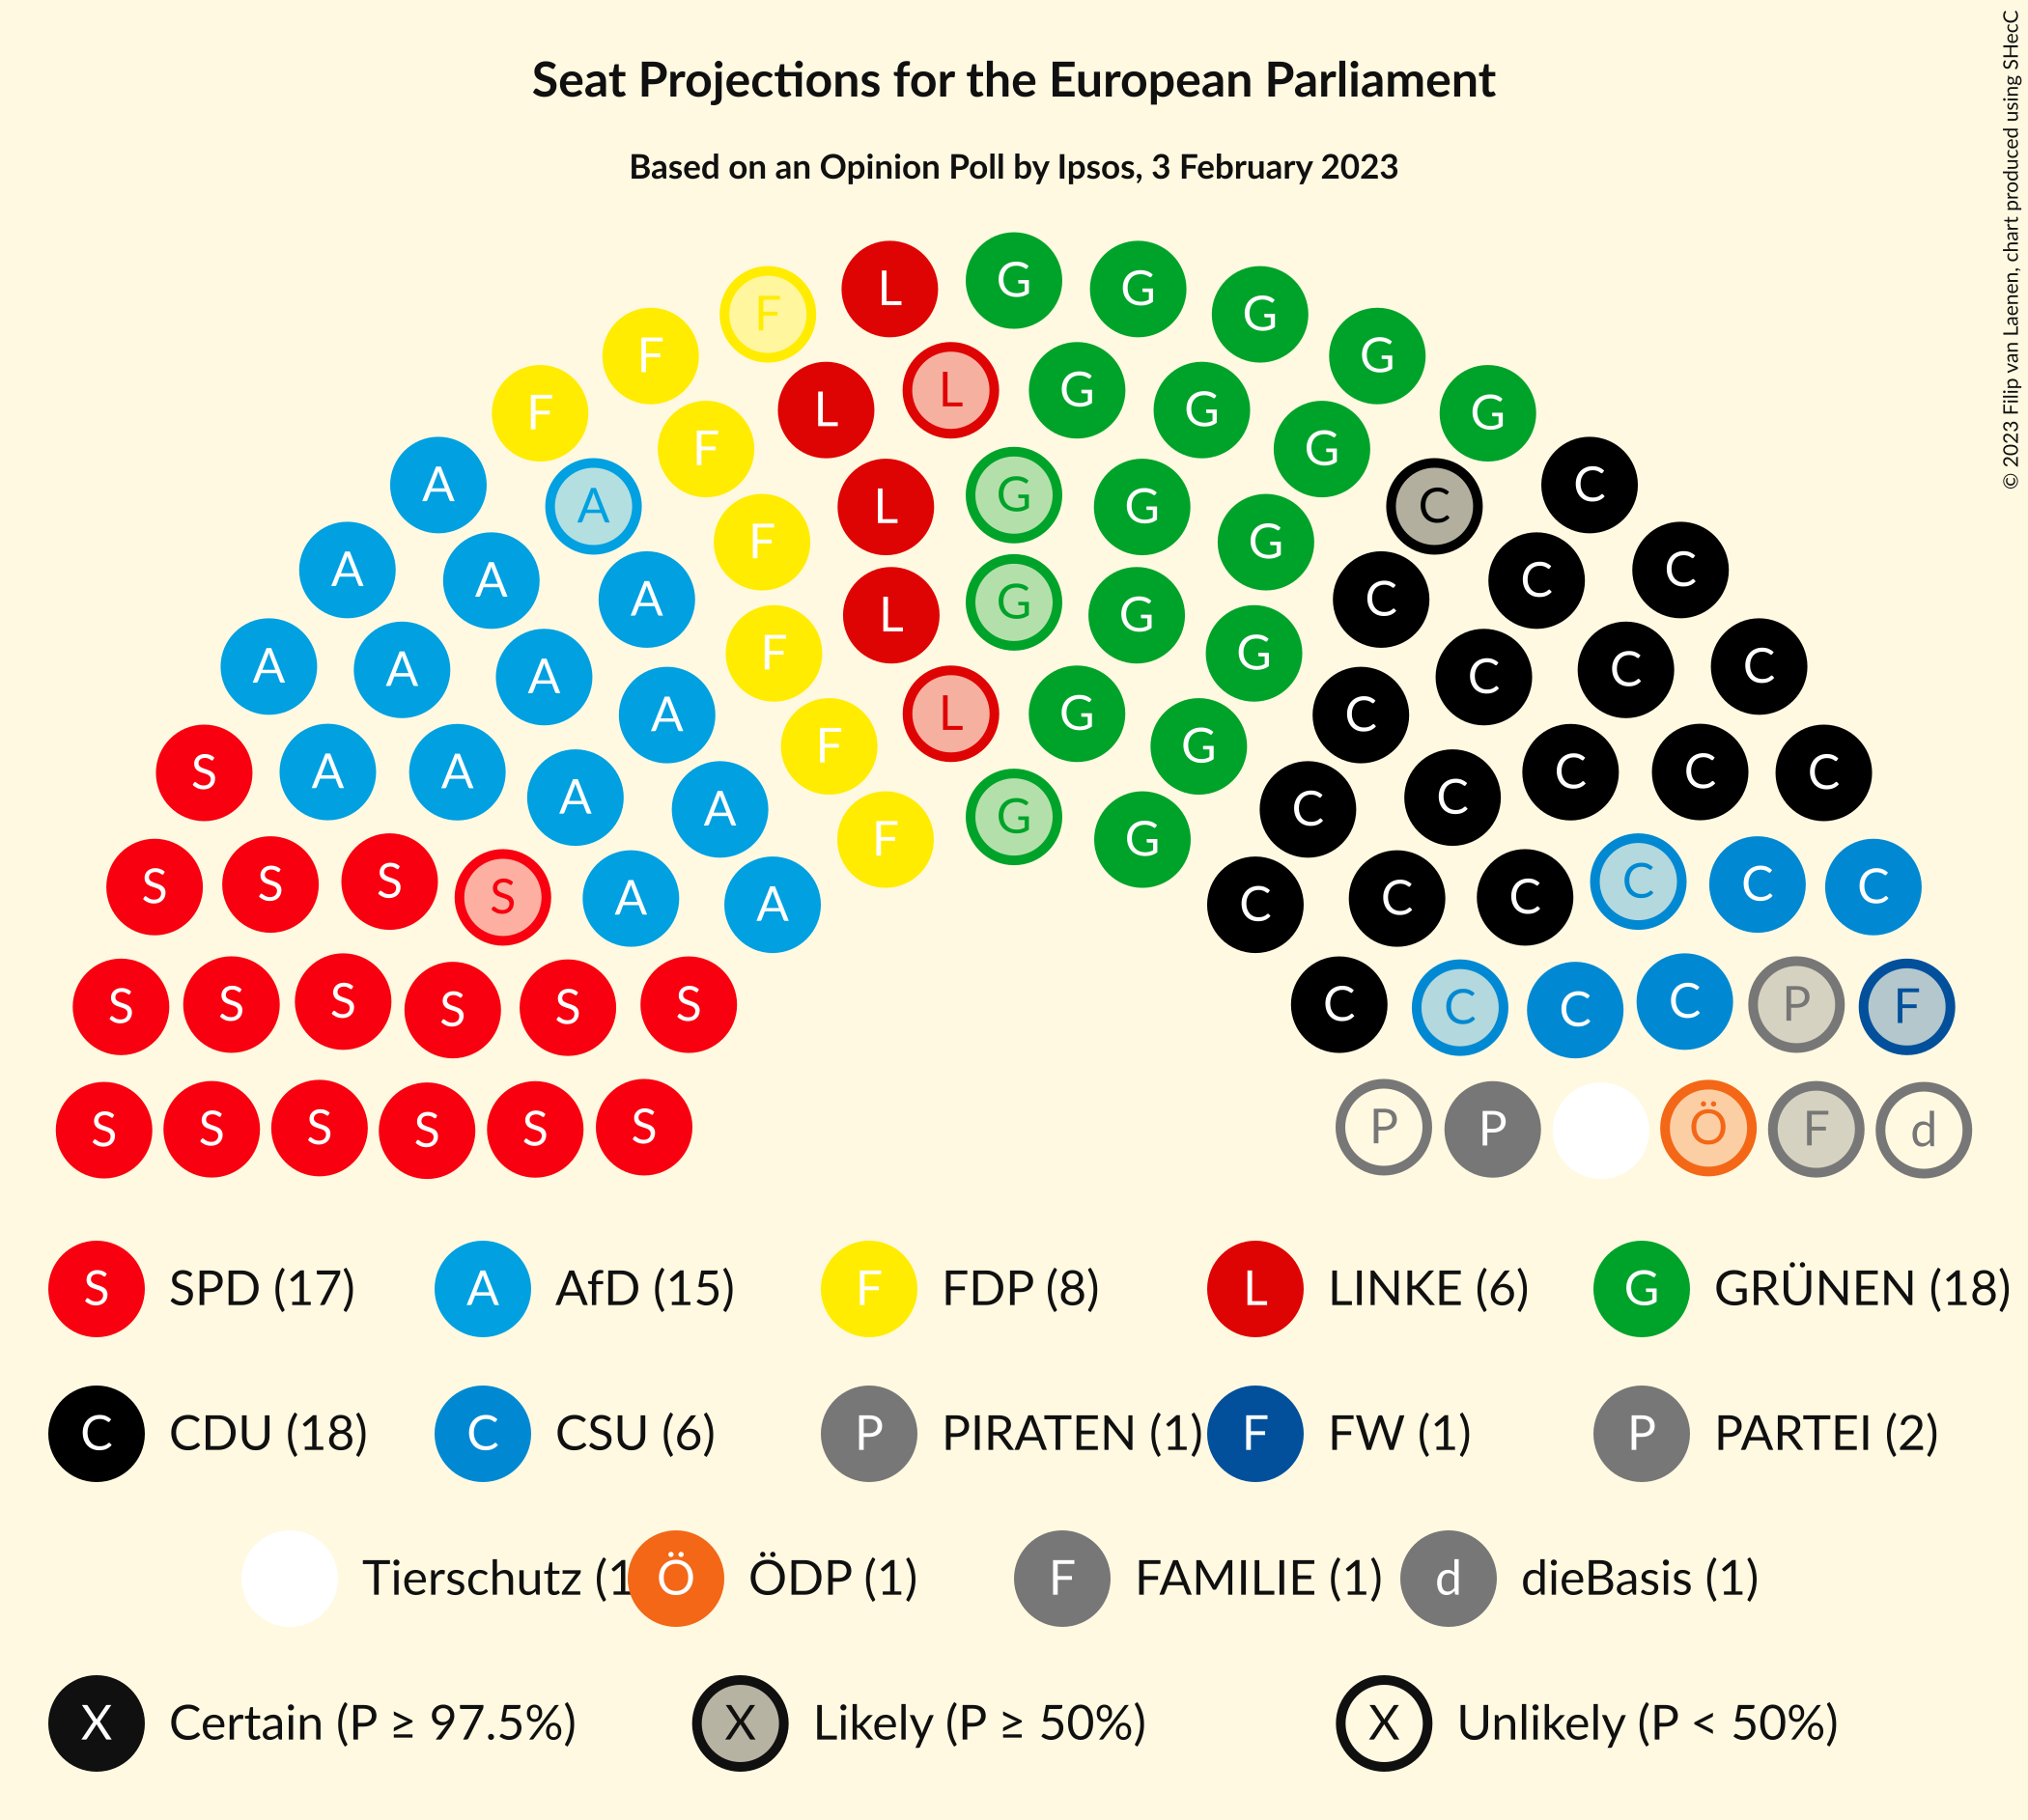 Seat Projections for the European Parliament
Based on an Opinion Poll by Ipsos, 3 February 2023
© 2023 Filip van Laenen, chart produced using SHecC
G
L G
F G
F G
F L G G
F L G G
A F G G
A C C
F L G G
A F G
A A C C
A C
L G
F G
A A C C
A A C C
L G
A C
F G
S A A C C C
A C
A C
G
F G
S S C C
S S C C
A A C C
S S C F
S S S C C P
S S C C
S S S P Ö F
S S S P d
S SPD (17) A AfD (15) F FDP (8) L LINKE (6) G GRÜNEN (18)
C CDU (18) C CSU (6) P PIRATEN (1) F FW (1) P PARTEI (2)
Tierschutz (1 Ö ÖDP (1) F FAMILIE (1) d dieBasis (1)
X Certain (P ≥ 97.5%) X Likely (P ≥ 50%) X Unlikely (P < 50%)